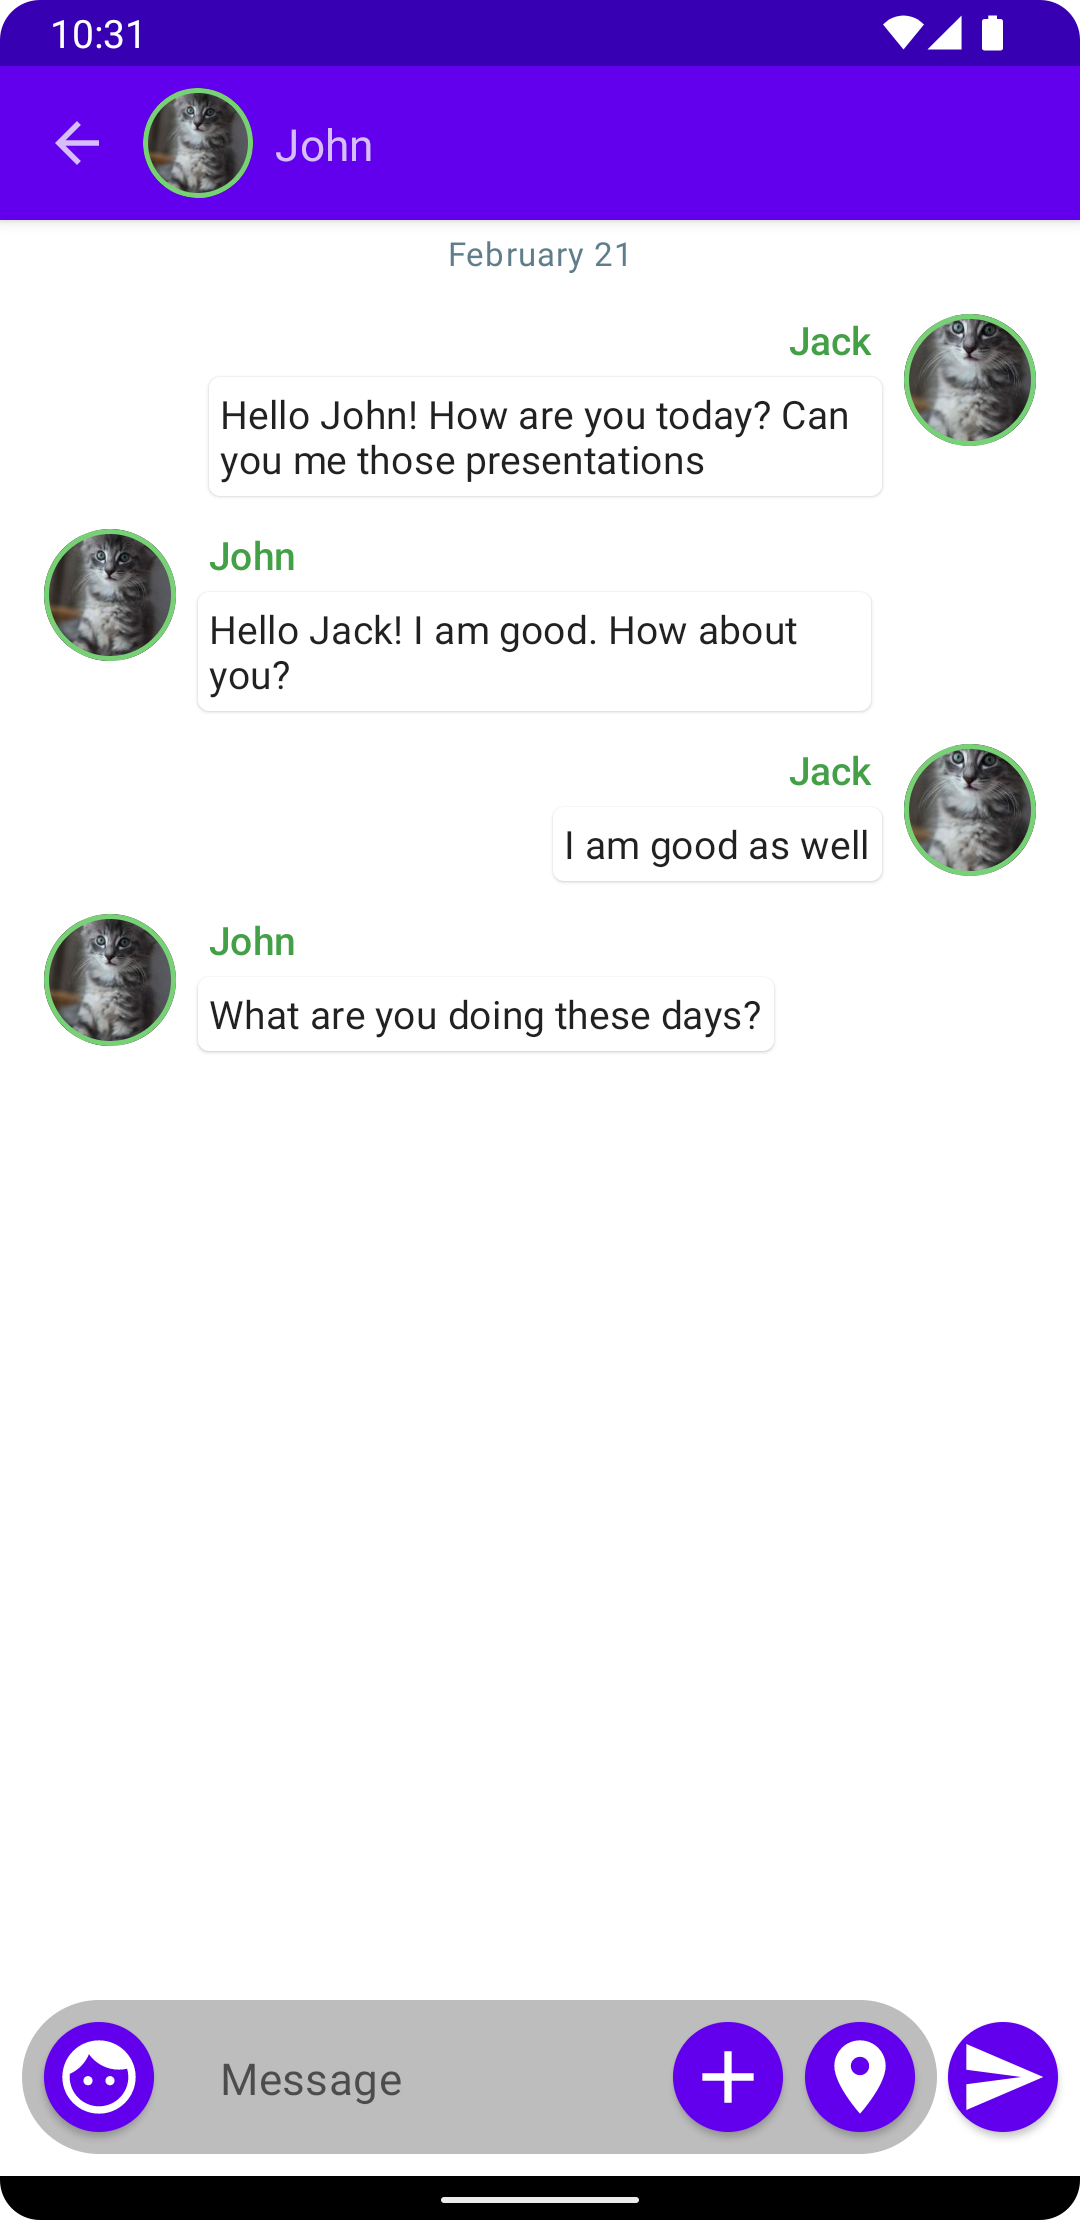 10:31
John
February 21
Jack
Hello John! How are you today? Can
you me those presentations
John
Hello Jack! I am good. How about
you?
Jack
I am good as well
John
What are you doing these days?
Message